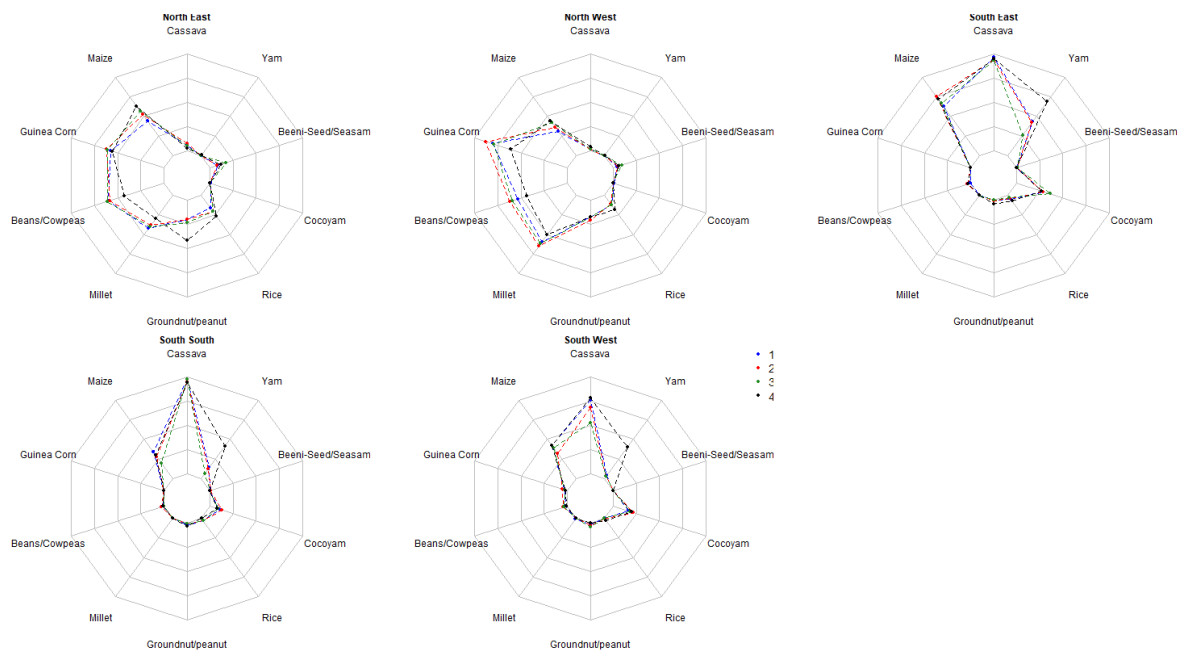 North East
Cassava
Maize
Yam
Guinea Corn
Beeni-Seed/Seasam
Beans/Cowpeas
Cocoyam
Millet
Rice
Groundnut/peanut
North West
Cassava
Maize
Yam
Guinea Corn
Beeni-Seed/Seasam
Beans/Cowpeas
Cocoyam
Millet
Rice
Groundnut/peanut
South East
Cassava
Maize
Yam
Guinea Corn
Beeni-Seed/Seasam
Beans/Cowpeas
Cocoyam
Millet
Rice
Groundnut/peanut
South South
Cassava
Maize
Yam
Guinea Corn
Beeni-Seed/Seasam
Beans/Cowpeas
Cocoyam
Millet
Rice
Groundnut/peanut
South West
Cassava
Maize
Yam
Guinea Corn
Beeni-Seed/Seasam
Beans/Cowpeas
Cocoyam
Millet
Rice
Groundnut/peanut
1
2
3
4